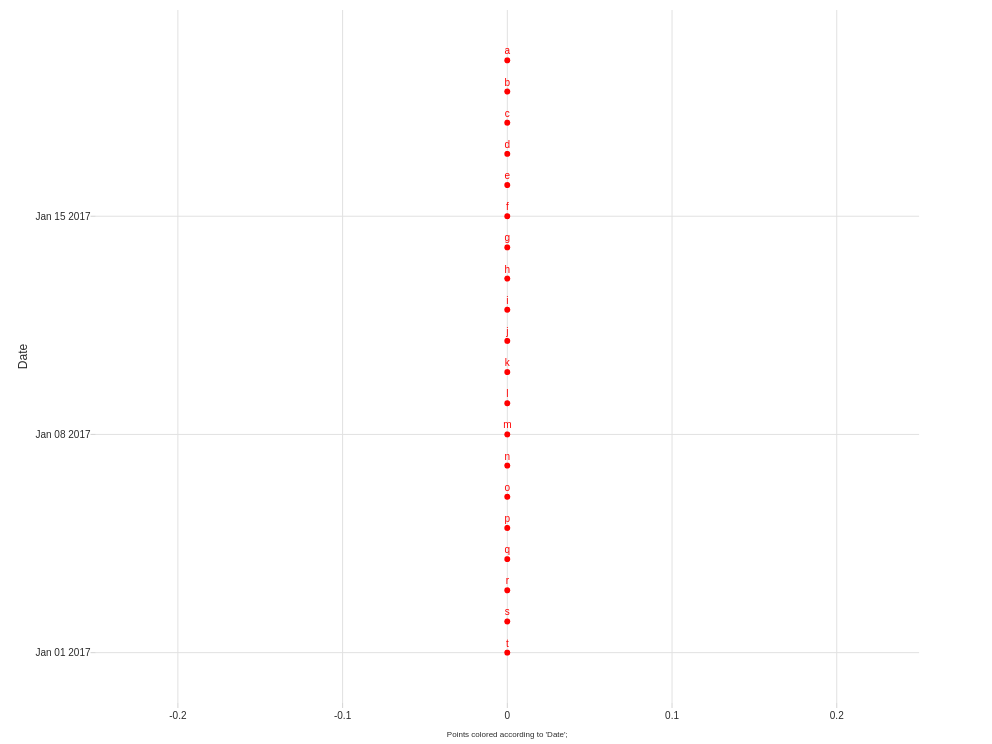 a
b
c
d
e
f
Jan 15 2017
g
h
i
j
Date
k
l
m
Jan 08 2017
n
o
p
q
r
s
t
Jan 01 2017
-0.2 -0.1 0 0.1 0.2
Points colored according to 'Date';